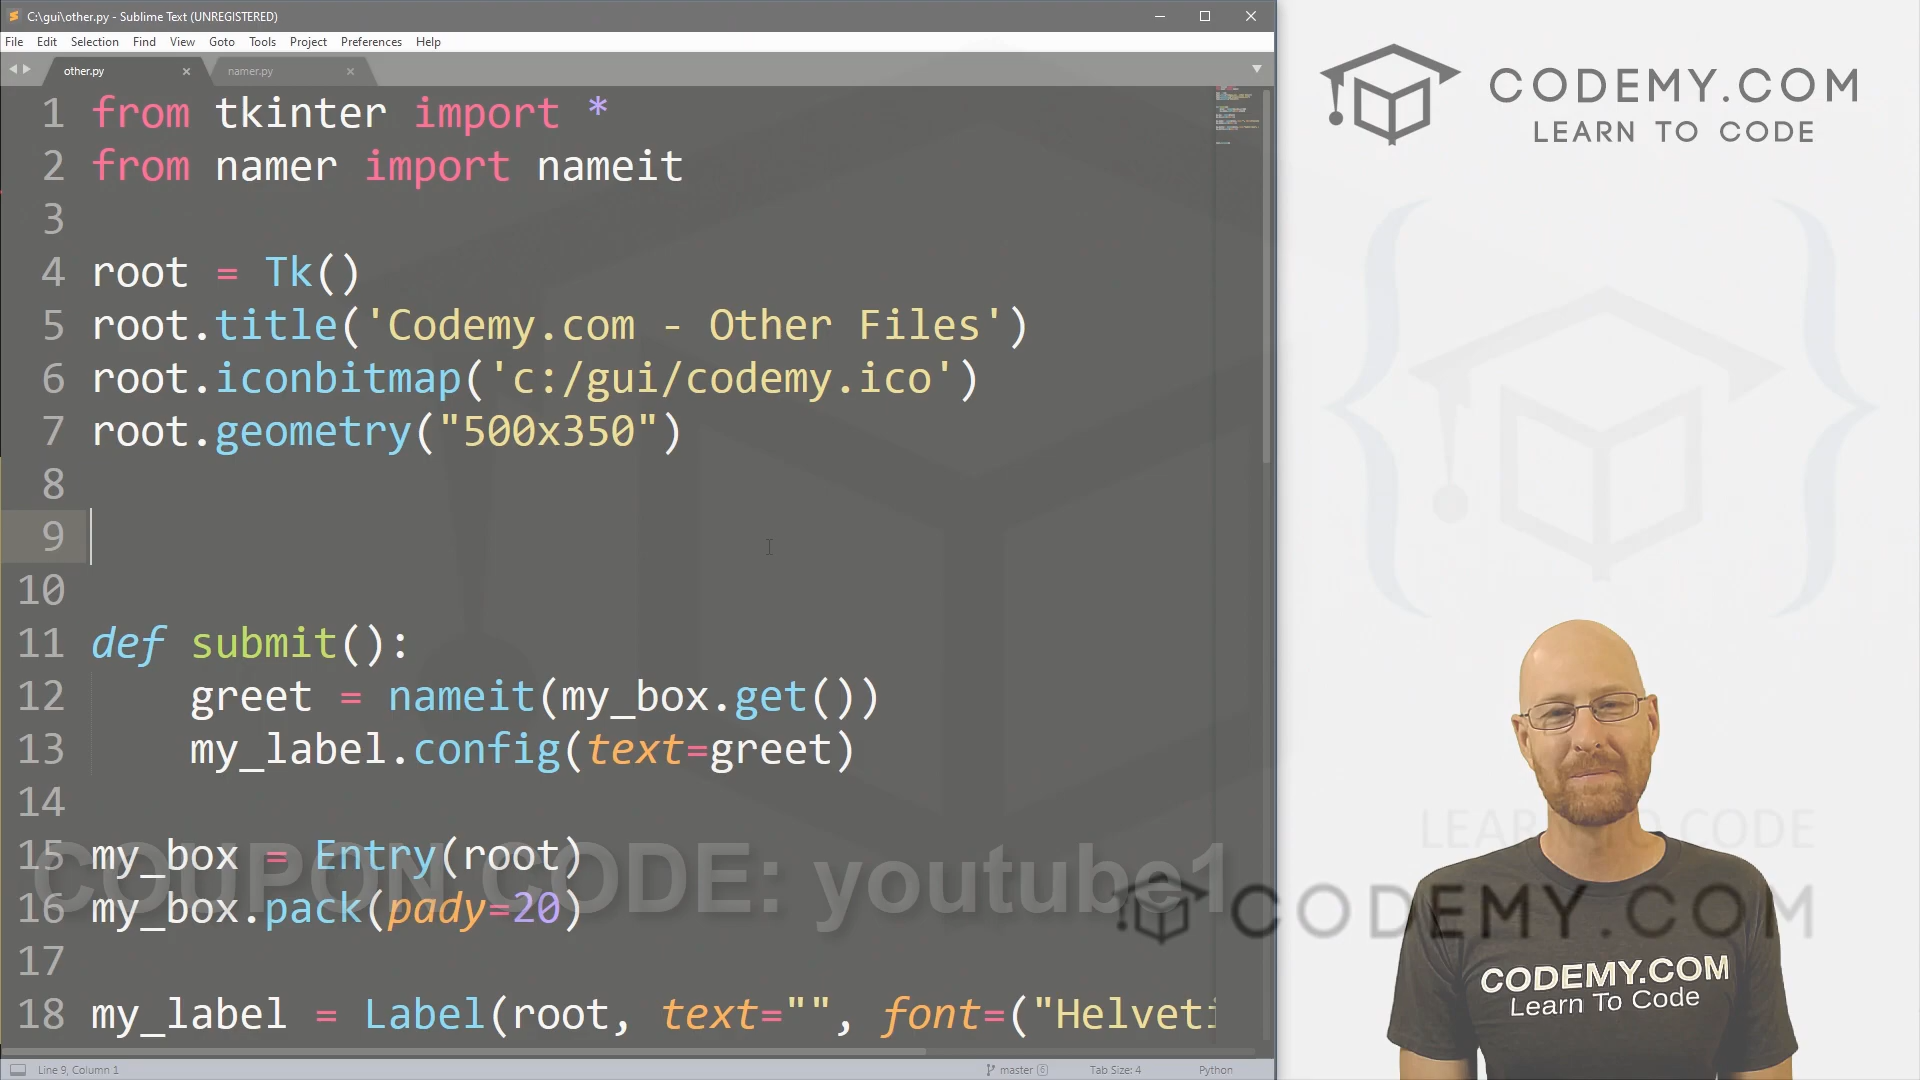 C:\gui\other.py - Sublime Text (UNREGISTERED)
File Edit Selection Find View Goto Tools Project Preferences Help
other.py namer.py
1 from tkinter import *
2 from namer import nameit
3
4 root = Tk()
5 root.title('Codemy.com - Other Files')
6 root.iconbitmap('c:/gui/codemy.ico')
7 root.geometry("500x350")
8
9
10
11 def submit():
12 greet = nameit(my_box.get())
13 my_label.config(text=greet)
14
15 my_box = Entry(root)
16 my_box.pack(pady=20)
17
18 my_label = Label(root, text="", font=("Helveti
COUPON CODE: youtube1
Line 9, Column 1 master 6 Tab Size: 4 Python
CODEMY.COM
LEARN TO CODE
LEARN TO CODE
CODEMY.COM
CODEMY.COM
Learn To Code